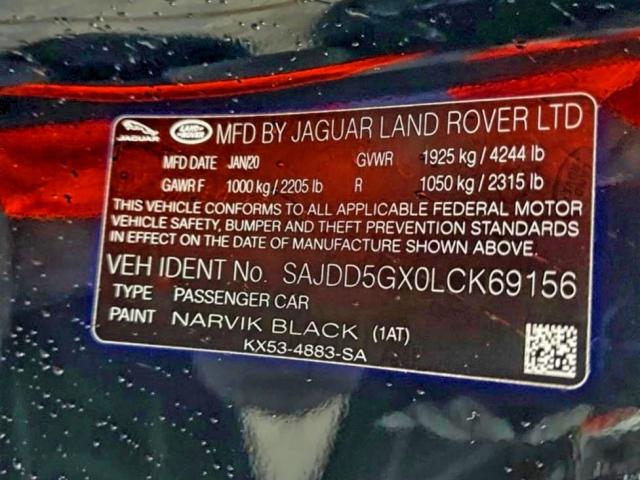 JAGUAR LAND ROVER MFD BY JAGUAR LAND ROVER LTD
MFD DATE JAN/20 GVWR 1925 kg / 4244 lb
GAWR F 1000 kg / 2205 lb R 1050 kg / 2315 lb
THIS VEHICLE CONFORMS TO ALL APPLICABLE FEDERAL MOTOR
VEHICLE SAFETY, BUMPER AND THEFT PREVENTION STANDARDS
IN EFFECT ON THE DATE OF MANUFACTURE SHOWN ABOVE.
VEH IDENT No. SAJDD5GX0LCK69156
TYPE PASSENGER CAR
PAINT NARVIK BLACK (1AT)
KX53-4883-SA